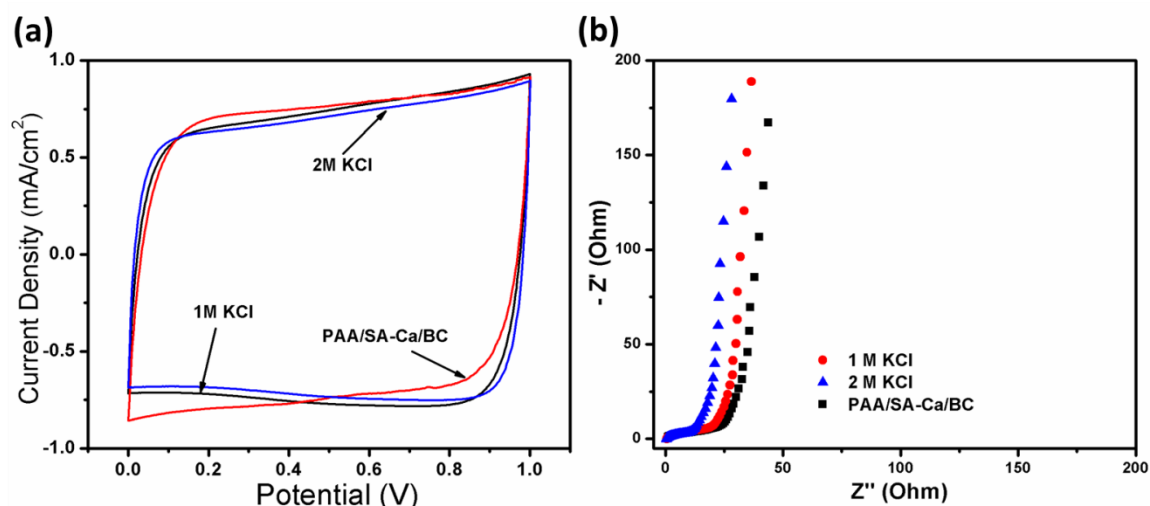 (a)
1.0
0.5
0.0
-0.5
-1.0
Current Density (mA/cm²)
2M KCl
1M KCl
PAA/SA-Ca/BC
0.0 0.2 0.4 0.6 0.8 1.0
Potential (V)
(b)
200
150
100
50
0
- Z' (Ohm)
1 M KCl
2 M KCl
PAA/SA-Ca/BC
0 50 100 150 200
Z'' (Ohm)